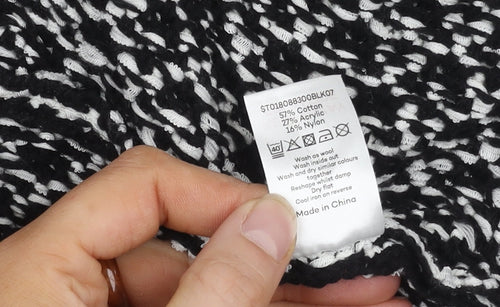 ST018088300BLK07
57% Cotton
27% Acrylic
16% Nylon
40
Wash as wool
Wash inside out
Wash and dry similar colours
together
Reshape whilst damp
Dry flat
Cool iron on reverse
Made in China